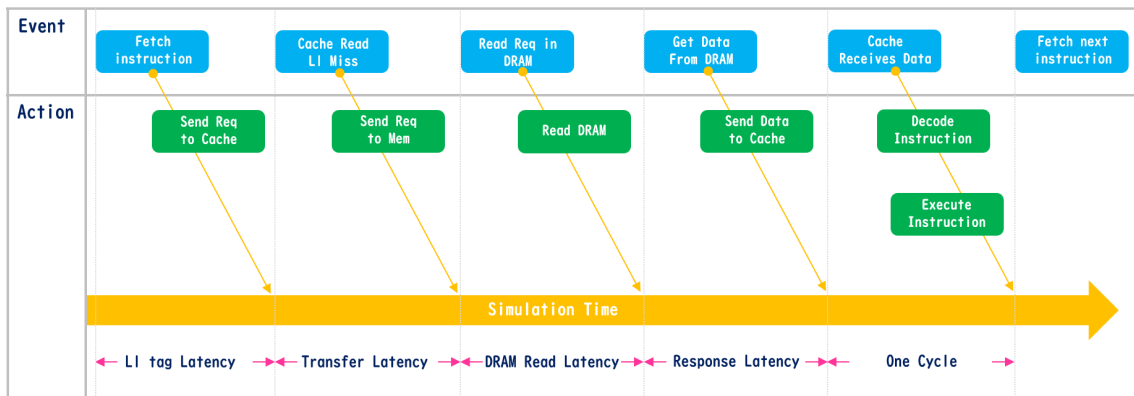 Event
Fetch
instruction
Cache Read
LI Miss
Read Req in
DRAM
Get Data
From DRAM
Cache
Receives Data
Fetch next
instruction
Action
Send Req
to Cache
Send Req
to Mem
Read DRAM
Send Data
to Cache
Decode
Instruction
Execute
Instruction
Simulation Time
LI tag Latency
Transfer Latency
DRAM Read Latency
Response Latency
One Cycle